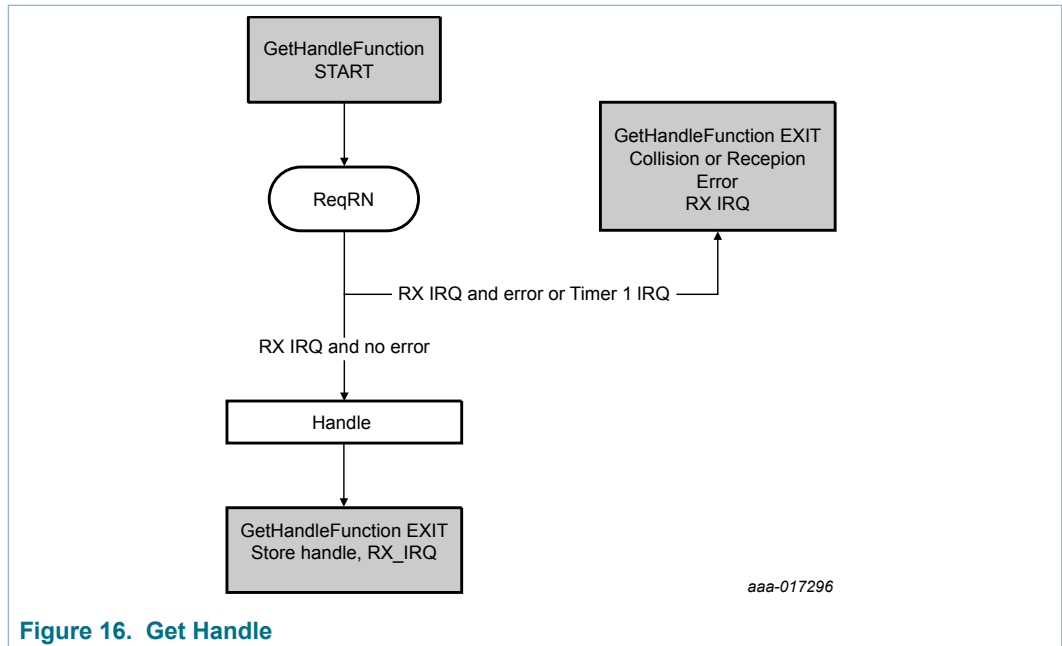 GetHandleFunction
START
GetHandleFunction EXIT
Collision or Recepion
Error
RX IRQ
ReqRN
RX IRQ and error or Timer 1 IRQ
RX IRQ and no error
Handle
GetHandleFunction EXIT
Store handle, RX_IRQ
aaa-017296
Figure 16. Get Handle